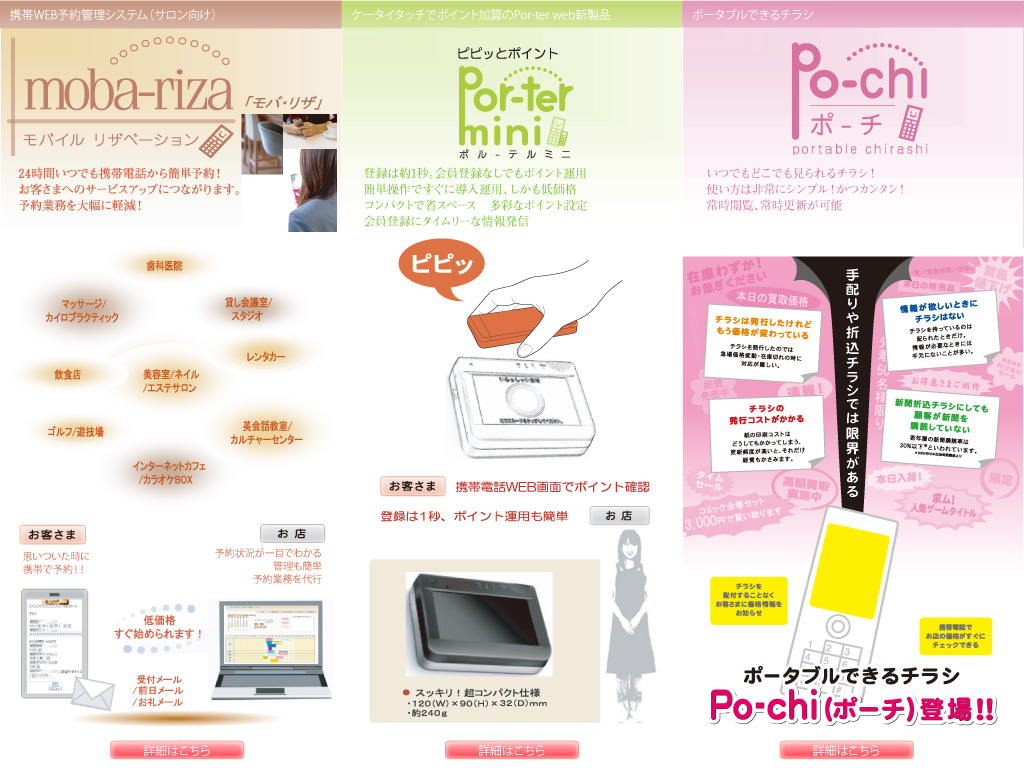 携帯WEB予約管理システム（サロン向け）
moba-riza
「モバ・リザ」
モバイル リザベーション
24時間いつでも携帯電話から簡単予約！
お客さまへのサービスアップにつながります。
予約業務を大幅に軽減！
歯科医院
マッサージ/
カイロプラクティック
貸し会議室/
スタジオ
レンタカー
飲食店
美容室/ネイル
/エステサロン
ゴルフ/遊技場
英会話教室/
カルチャーセンター
インターネットカフェ
/カラオケBOX
お客さま
思いついた時に
携帯で予約！！
お 店
予約状況が一目でわかる
管理も簡単
予約業務を代行
低価格
すぐ始められます！
受付メール
/前日メール
/お礼メール
詳細はこちら
ケータイタッチでポイント加算のPor-ter web新製品
ピピッとポイント
Por-ter
mini
ポル－テルミニ
登録は約1秒。会員登録なしでもポイント運用
簡単操作ですぐに導入運用、しかも低価格
コンパクトで省スペース　多彩なポイント設定
会員登録にタイムリーな情報発信
ピピッ
いらっしゃいませ
お客さま
携帯電話WEB画面でポイント確認
登録は1秒、ポイント運用も簡単
お 店
● スッキリ！超コンパクト仕様
・120(W)×90(H)×32(D)mm
・約240g
詳細はこちら
ポータブルできるチラシ
Po-chi
ポ－チ
portable chirashi
いつでもどこでも見られるチラシ！
使い方は非常にシンプル！かつカンタン！
常時閲覧、常時更新が可能
在庫わずか！
お急ぎください
本日の買取価格
チラシは発行したけれど
もう価格が変わっている
チラシを発行したのでは
急場価格変動・在庫切れの時に
対応が厳しい。
速報！
チラシの
発行コストがかかる
紙の印刷コストは
どうしてもかかってしまう、
更新頻度が高いと、それだけ
経費もかさみます。
タイム
セール
高額買取
実施中
コミック全巻セット
3,000円で買い取ります
手配りや折込チラシでは限界がある
本日の特売品
情報が欲しいときに
チラシはない
チラシを持っているのは
配られたときだけ。
情報が必要なときには
手元にないことが多い。
お得意さまご招待
新聞折込チラシにしても
顧客が新聞を
購読していない
若年層の新聞購読率は
30%以下*といわれています。
本日入荷！
限定
求ム！
人気ゲームタイトル
チラシを
配付することなく
お客さまに価格情報を
お知らせ
携帯電話で
お店の価格がすぐに
チェックできる
ポータブルできるチラシ
Po-chi(ポーチ)登場!!
詳細はこちら